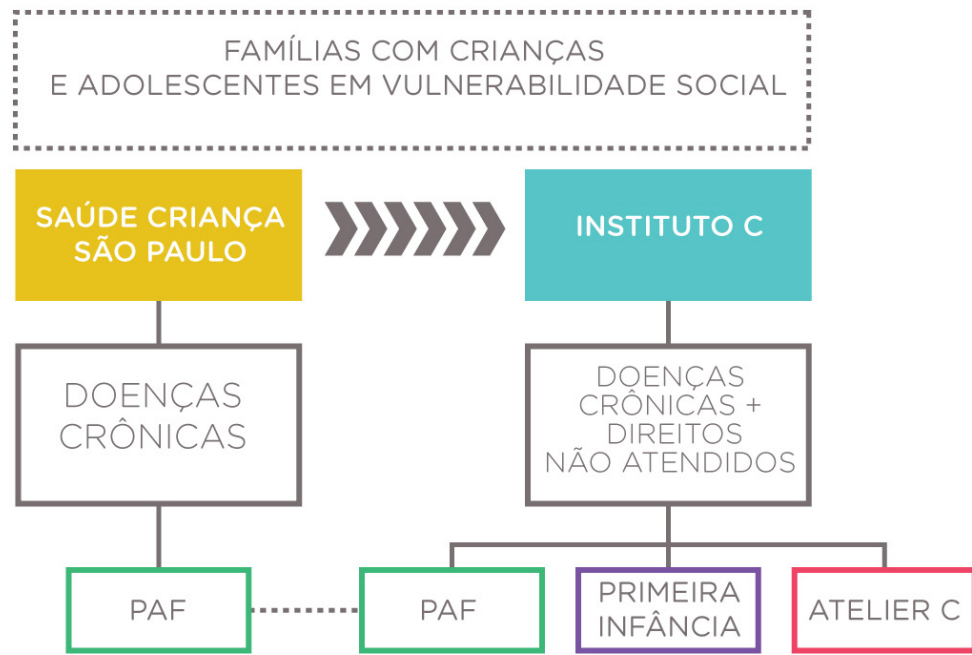 FAMÍLIAS COM CRIANÇAS
E ADOLESCENTES EM VULNERABILIDADE SOCIAL
SAÚDE CRIANÇA
SÃO PAULO
INSTITUTO C
DOENÇAS
CRÔNICAS
DOENÇAS
CRÔNICAS +
DIREITOS
NÃO ATENDIDOS
PAF
PAF
PRIMEIRA
INFÂNCIA
ATELIER C